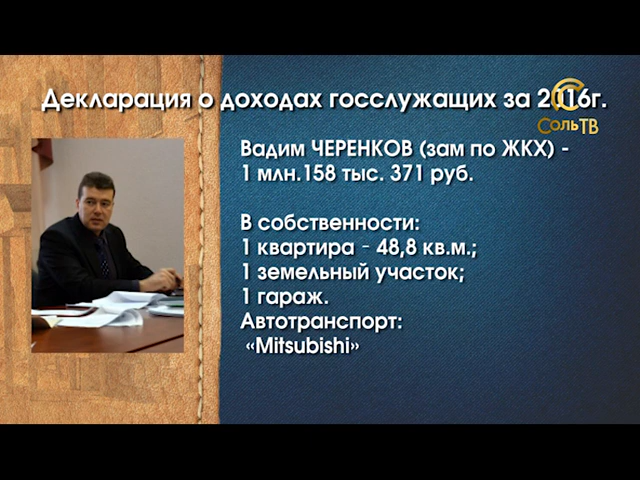 Декларация о доходах госслужащих за 2016г.
СольТВ
Вадим ЧЕРЕНКОВ (зам по ЖКХ) -
1 млн.158 тыс. 371 руб.
В собственности:
1 квартира - 48,8 кв.м.;
1 земельный участок;
1 гараж.
Автотранспорт:
«Mitsubishi»